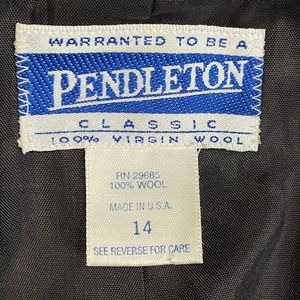 WARRANTED TO BE A
PENDLETON
CLASSIC
100% VIRGIN WOOL
RN 29685
100% WOOL
MADE IN U.S.A.
14
SEE REVERSE FOR CARE